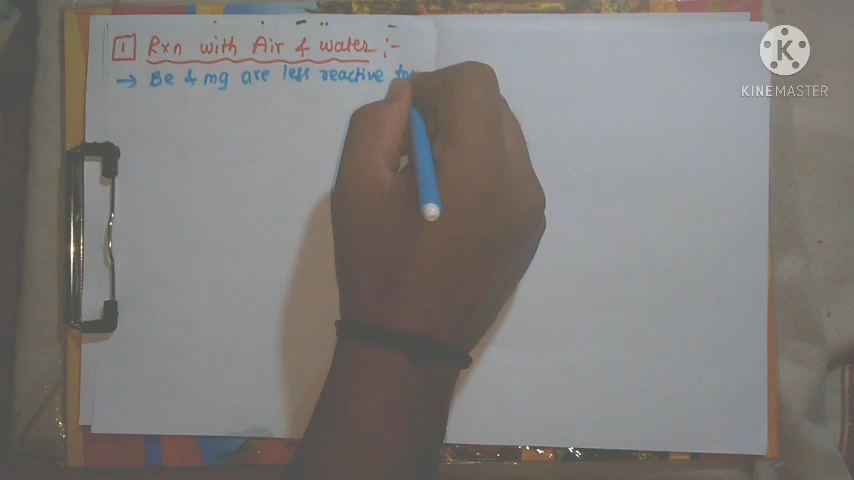 1 Rxn with Air & water :-
→ Be & mg are less reactive
K
KINEMASTER